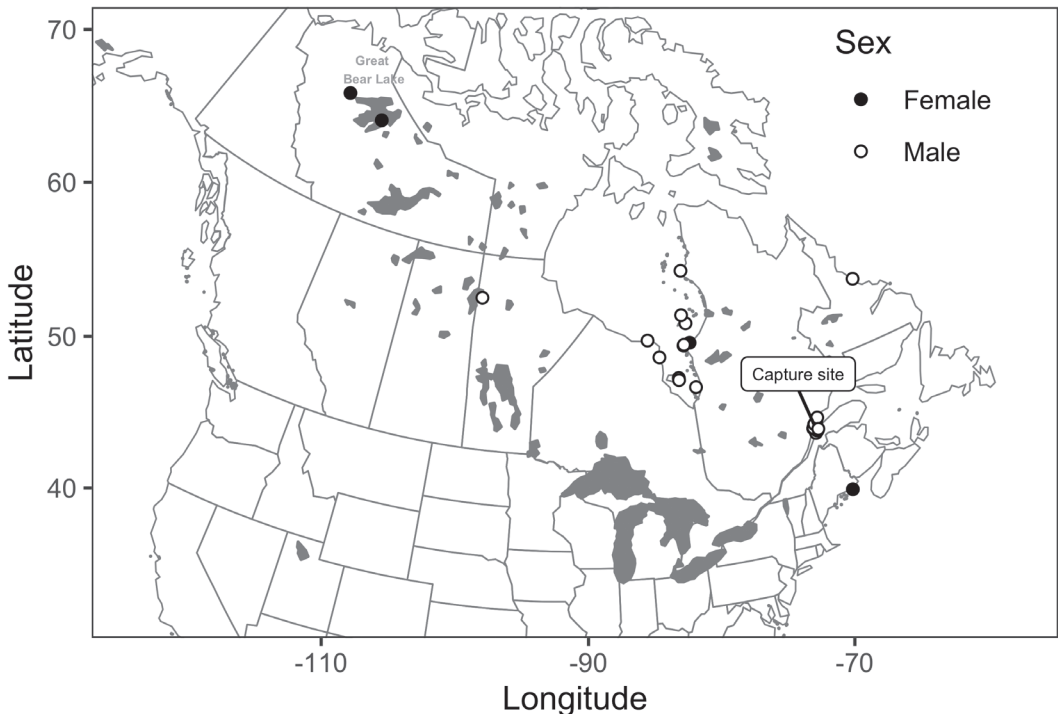 70
60
50
40
Latitude
Great
Bear Lake
Sex
Female
Male
Capture site
-110
-90
-70
Longitude